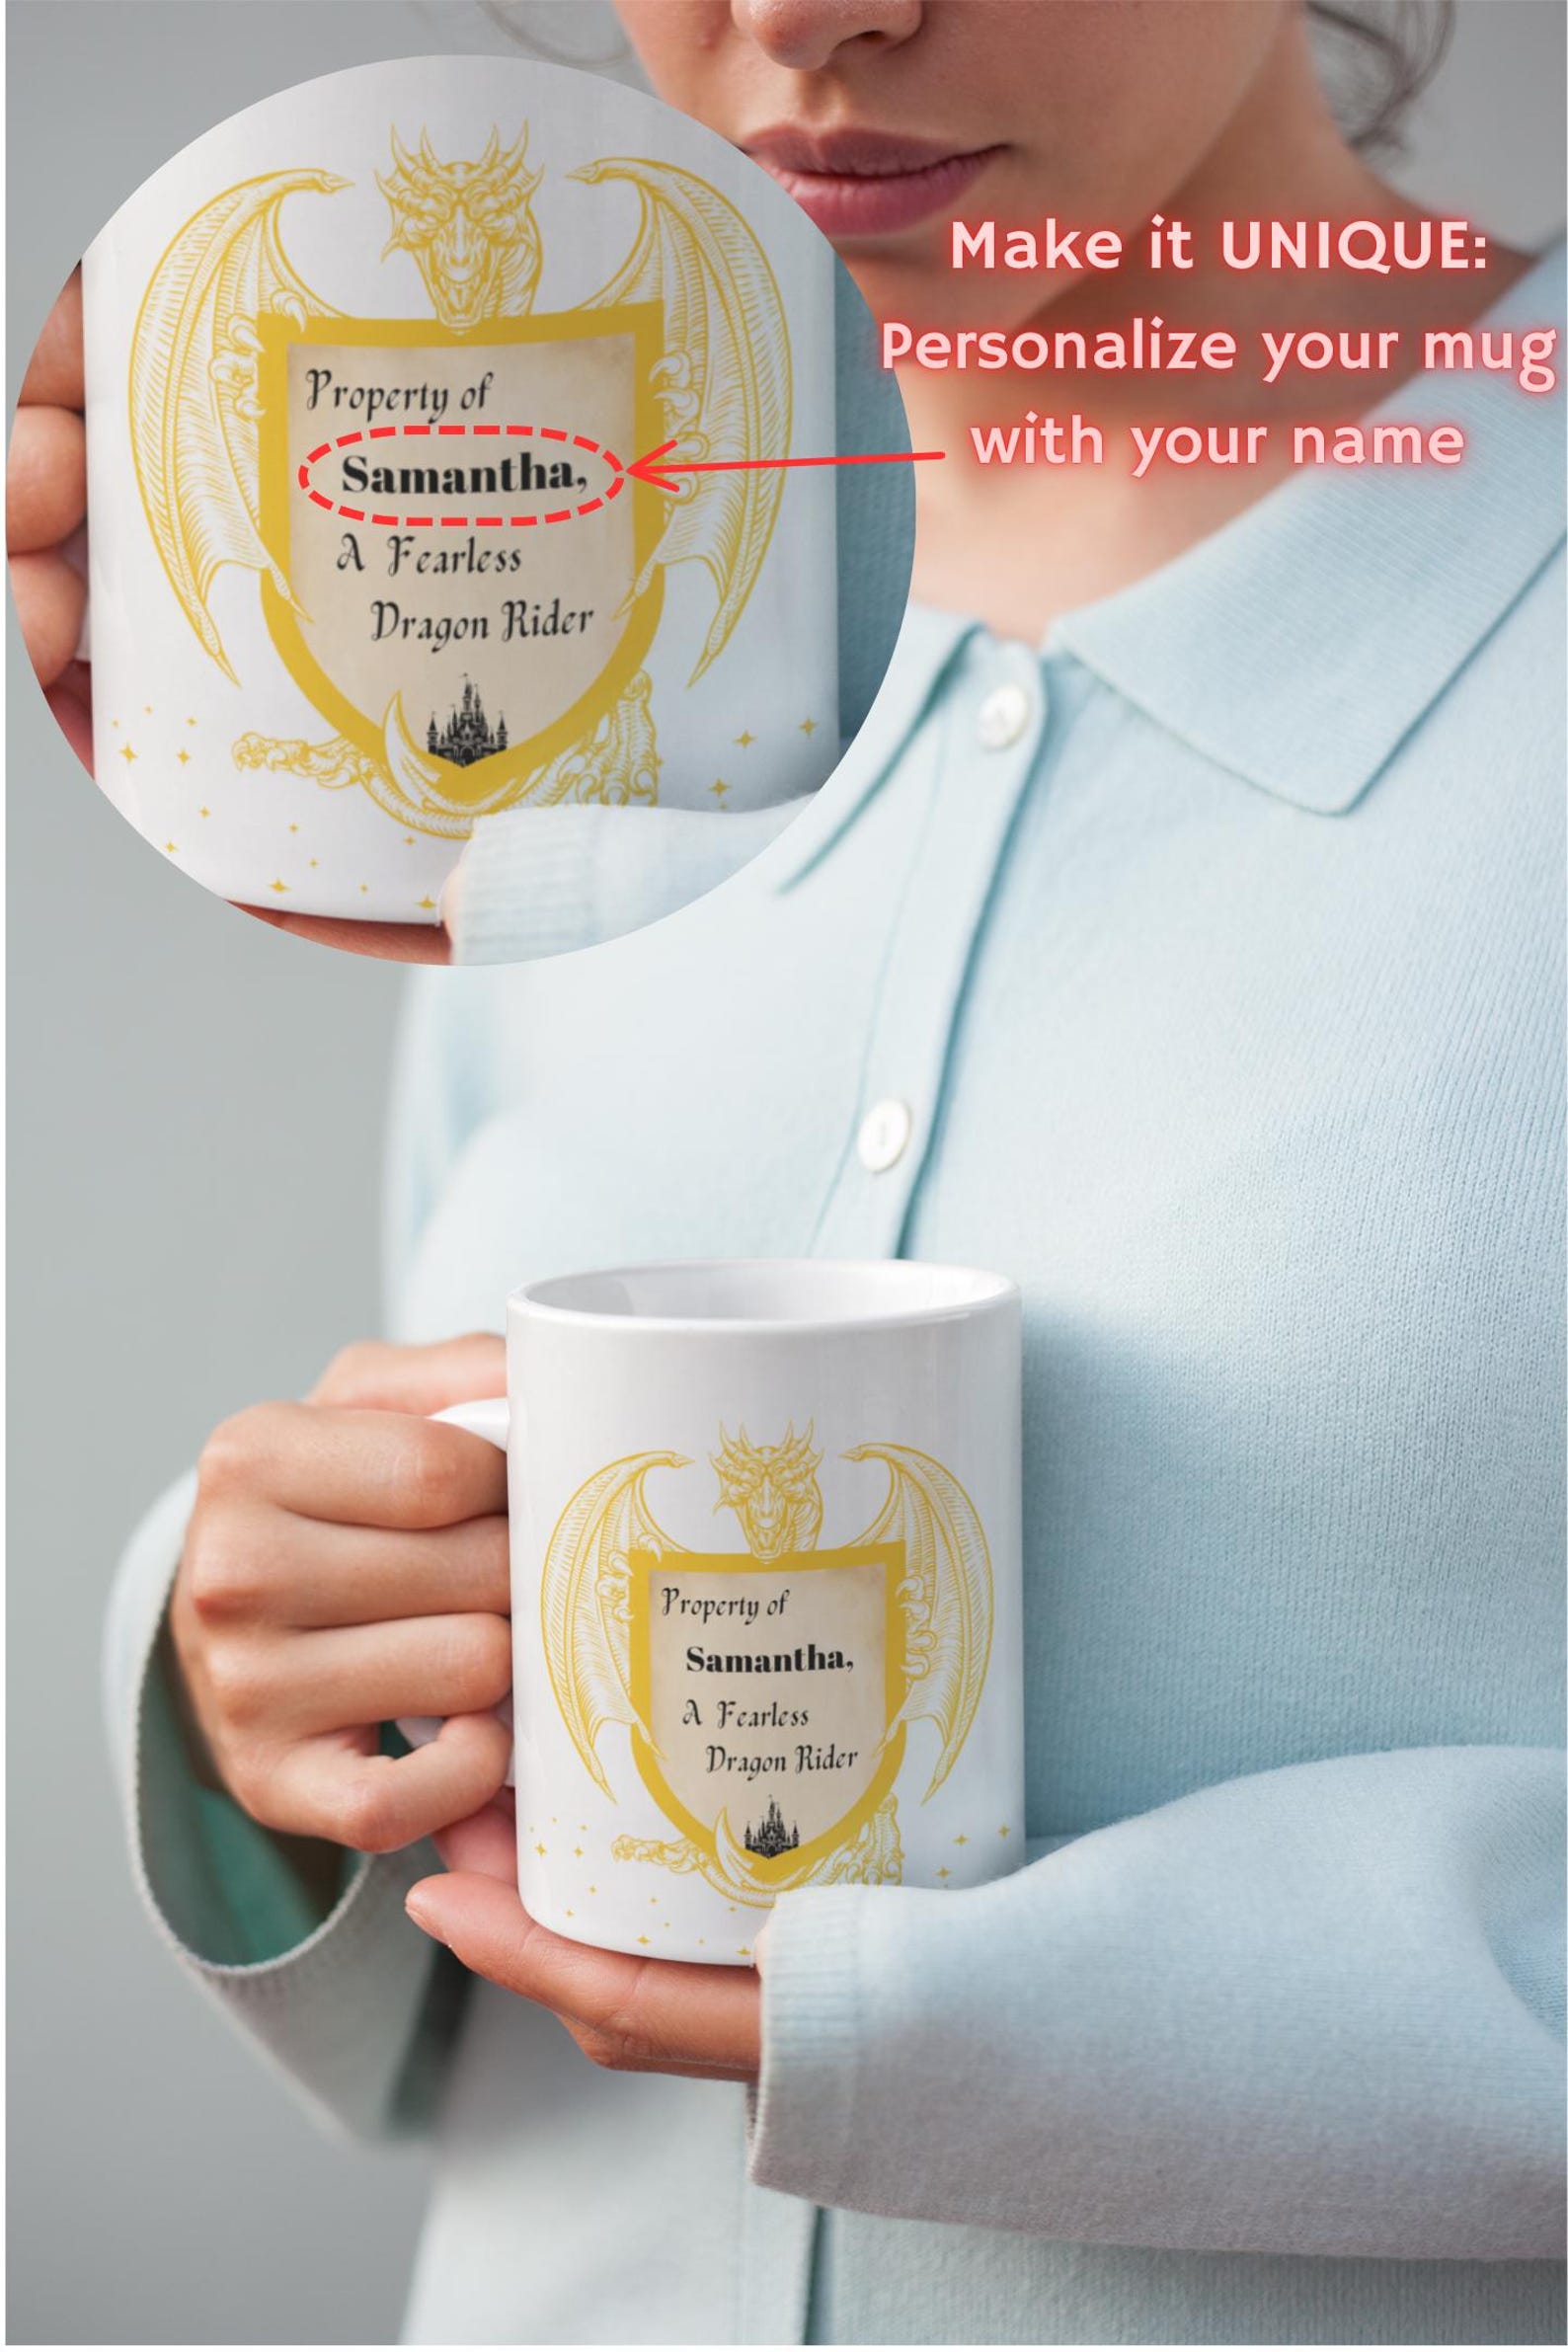 Make it UNIQUE:
Personalize your mug
with your name
Property of
Samantha,
A Fearless
Dragon Rider
Property of
Samantha,
A Fearless
Dragon Rider